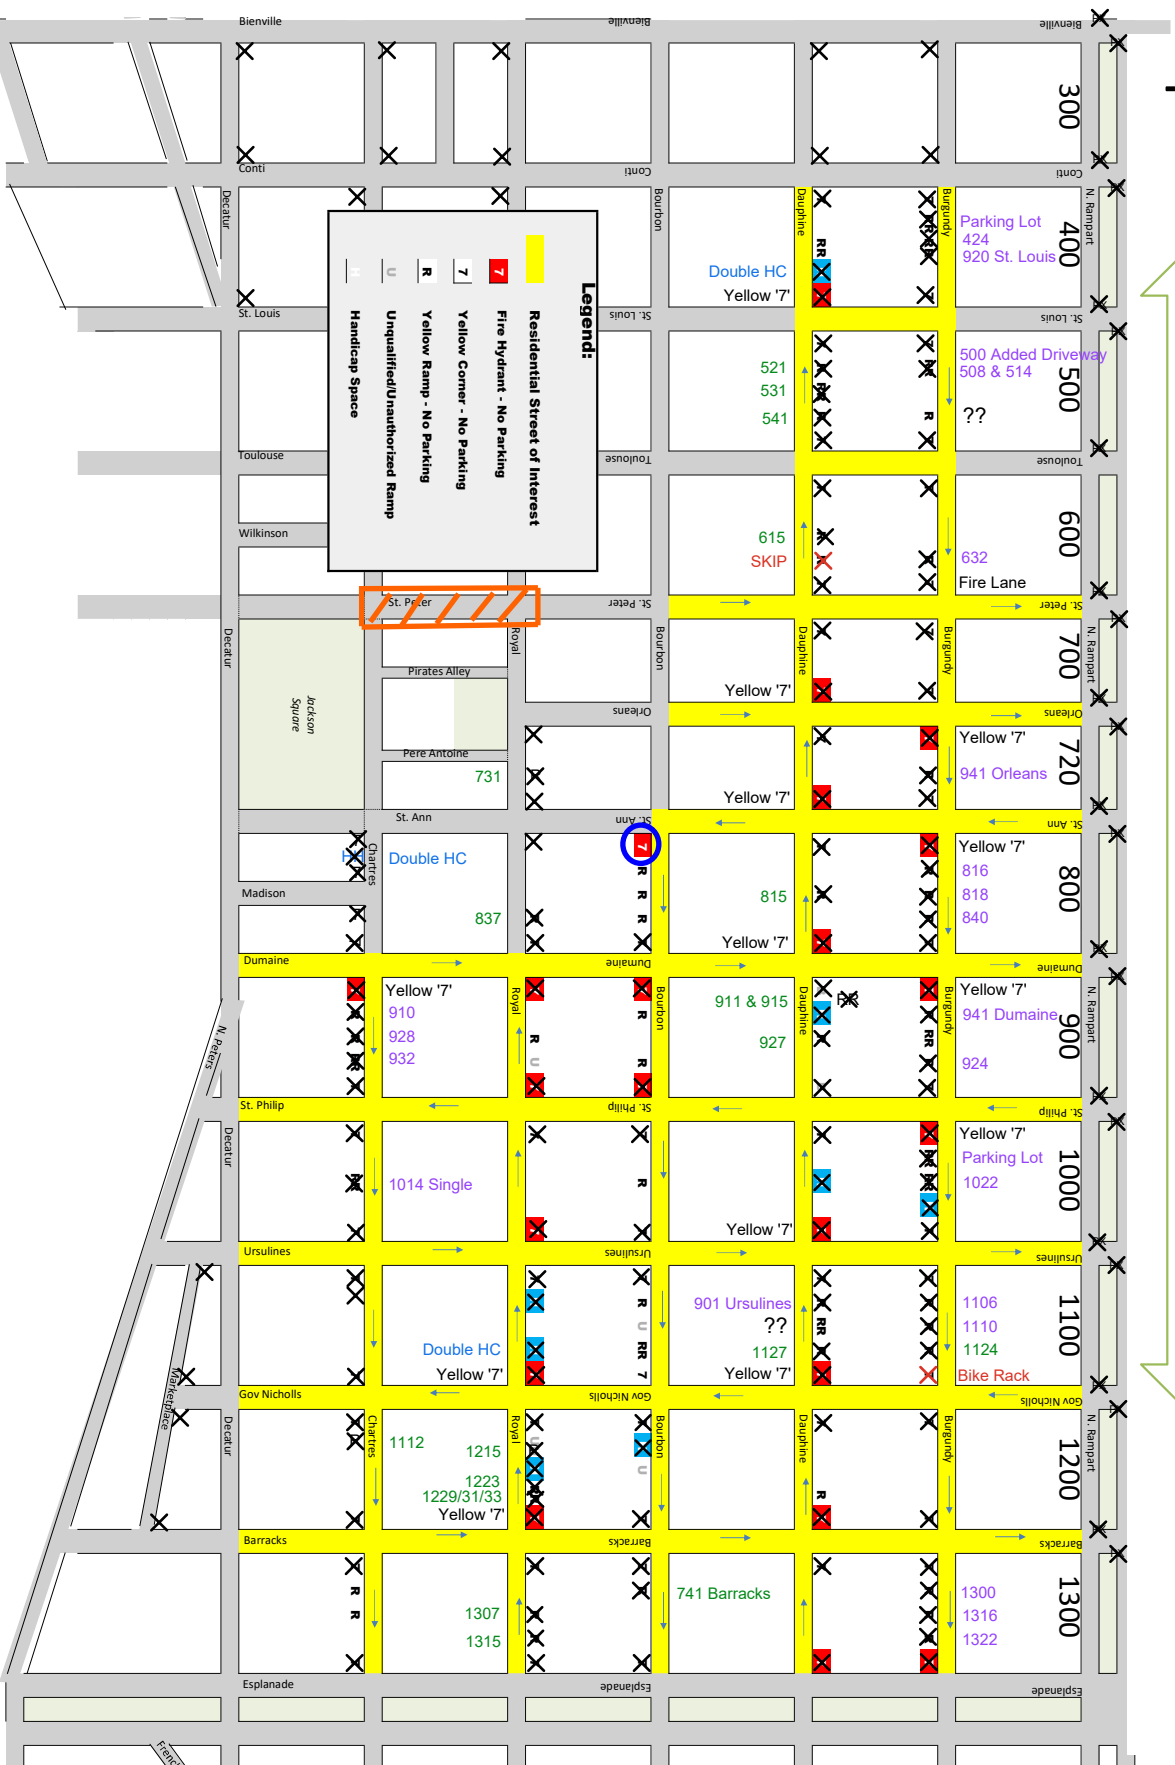 Bienville
Bienville
Bienville
300
Conti
Conti
Conti
Decatur
Bourbon
Dauphine
Burgundy
N. Rampart
Parking Lot
424
920 St. Louis
400
RR
Double HC
Yellow '7'
St. Louis
St. Louis
St. Louis
Legend:
Residential Street of Interest
7 Fire Hydrant - No Parking
7 Yellow Corner - No Parking
R Yellow Ramp - No Parking
U Unqualified/Unauthorized Ramp
H Handicap Space
521
531
541
500 Added Driveway
508 & 514
500
R
??
Toulouse
Toulouse
Toulouse
Wilkinson
615
SKIP
632
Fire Lane
600
St. Peter
St. Peter
St. Peter
Decatur
Royal
Bourbon
Dauphine
Burgundy
N. Rampart
700
Pirates Alley
Yellow '7'
Jackson
Square
Orleans
Orleans
Pere Antoine
731
Yellow '7'
Yellow '7'
941 Orleans
720
St. Ann
St. Ann
St. Ann
7
R
R
R
Chartres
HH
Double HC
Madison
837
815
Yellow '7'
Yellow '7'
816
818
840
800
Dumaine
Dumaine
Dumaine
N. Peters
Yellow '7'
910
928
932
Royal
R
U
R
R
Bourbon
911 & 915
927
Dauphine
RR
RR
Burgundy
Yellow '7'
941 Dumaine
924
900
N. Rampart
St. Philip
St. Philip
St. Philip
Decatur
1014 Single
R
Yellow '7'
Yellow '7'
Parking Lot
1022
1000
Ursulines
Ursulines
Ursulines
Double HC
Yellow '7'
R
U
RR
7
901 Ursulines
??
1127
Yellow '7'
RR
1106
1110
1124
Bike Rack
1100
Marketplace
Gov Nicholls
Gov Nicholls
Gov Nicholls
Decatur
Chartres
1112
1215
1223
1229/31/33
Yellow '7'
Royal
U
Bourbon
U
Dauphine
R
Burgundy
1200
N. Rampart
Barracks
Barracks
Barracks
R
R
1307
1315
741 Barracks
1300
1316
1322
1300
Esplanade
Esplanade
Esplanade
French